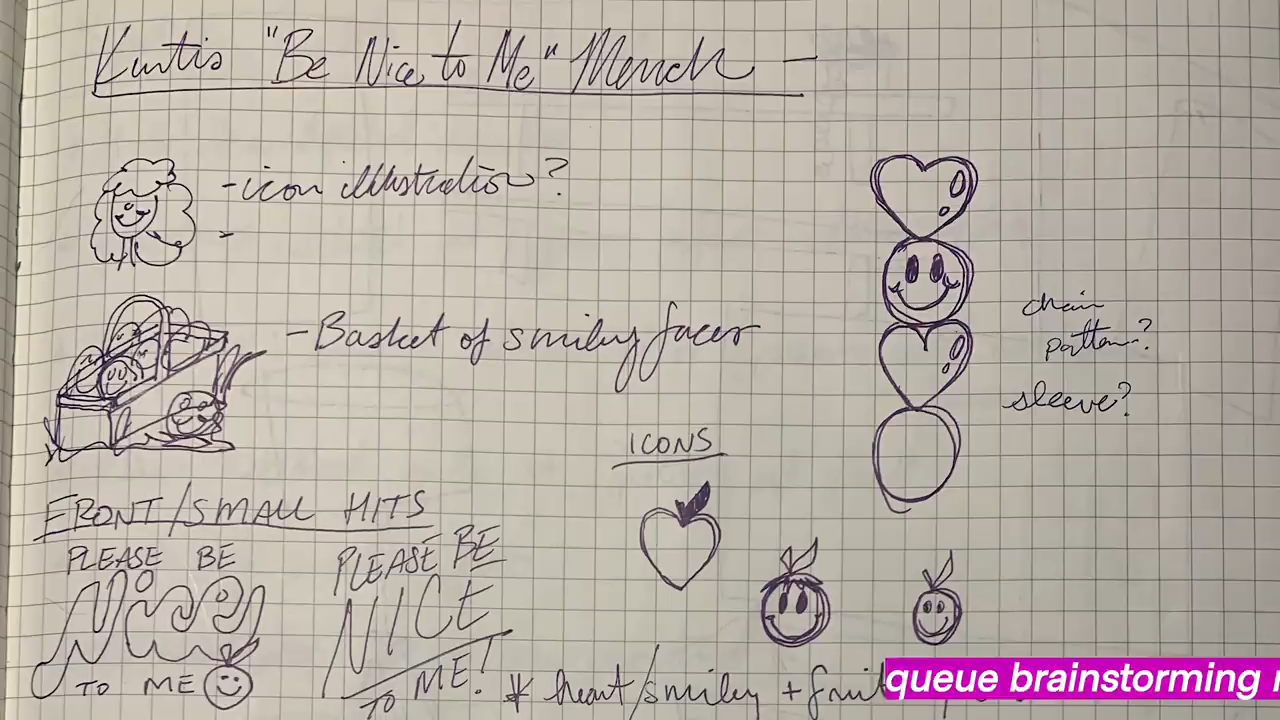 Kurtis "Be Nice to Me" Merch -
- icon illustration?
-
- Basket of smiley faces
chain
pattern?
sleeve?
ICONS
FRONT/SMALL HITS
PLEASE BE
Nice
TO ME
PLEASE BE
NICE
TO ME!
* heart/smiley + fruit
queue brainstorming